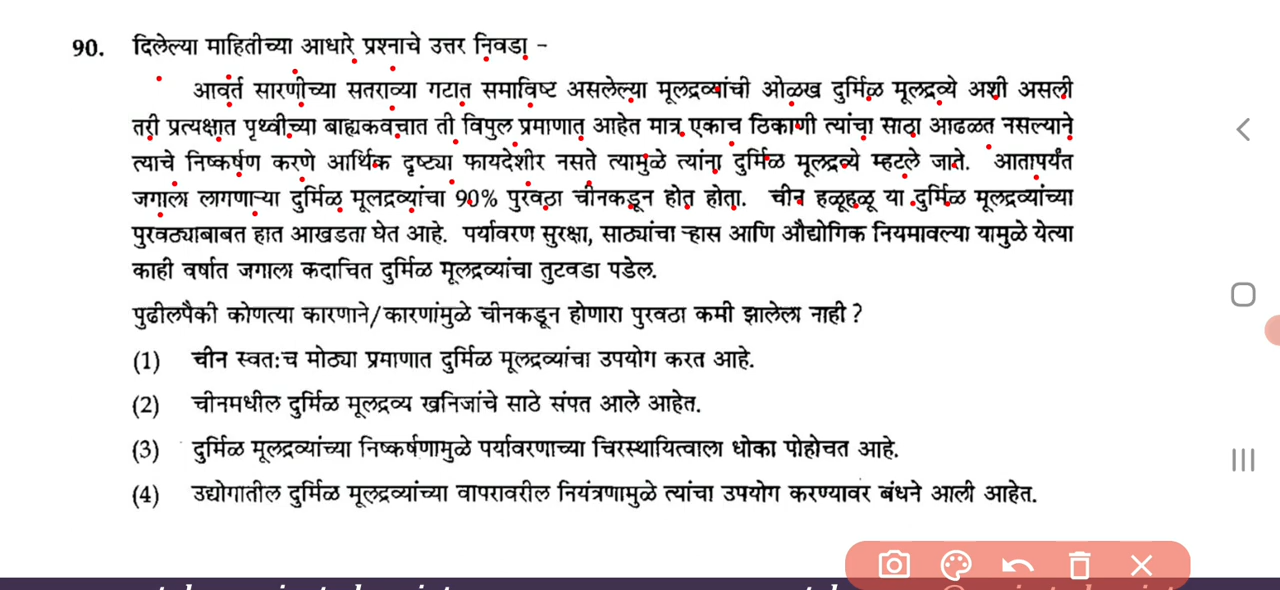 90. दिलेल्या माहितीच्या आधारे प्रश्नाचे उत्तर निवडा -
आवर्त सारणीच्या सतराव्या गटात समाविष्ट असलेल्या मूलद्रव्यांची ओळख दुर्मिळ मूलद्रव्ये अशी असली
तरी प्रत्यक्षात पृथ्वीच्या बाह्यकवचात ती विपुल प्रमाणात आहेत मात्र एकाच ठिकाणी त्यांचा साठा आढळत नसल्याने
त्याचे निष्कर्षण करणे आर्थिक दृष्ट्या फायदेशीर नसते त्यामुळे त्यांना दुर्मिळ मूलद्रव्ये म्हटले जाते. आतापर्यंत
जगाला लागणाऱ्या दुर्मिळ मूलद्रव्यांचा 90% पुरवठा चीनकडून होत होता. चीन हळूहळू या दुर्मिळ मूलद्रव्यांच्या
पुरवठ्याबाबत हात आखडता घेत आहे. पर्यावरण सुरक्षा, साठ्यांचा ऱ्हास आणि औद्योगिक नियमावल्या यामुळे येत्या
काही वर्षात जगाला कदाचित दुर्मिळ मूलद्रव्यांचा तुटवडा पडेल.
पुढीलपैकी कोणत्या कारणाने/कारणांमुळे चीनकडून होणारा पुरवठा कमी झालेला नाही?
(1) चीन स्वत:च मोठ्या प्रमाणात दुर्मिळ मूलद्रव्यांचा उपयोग करत आहे.
(2) चीनमधील दुर्मिळ मूलद्रव्य खनिजांचे साठे संपत आले आहेत.
(3) दुर्मिळ मूलद्रव्यांच्या निष्कर्षणामुळे पर्यावरणाच्या चिरस्थायित्वाला धोका पोहोचत आहे.
(4) उद्योगातील दुर्मिळ मूलद्रव्यांच्या वापरावरील नियंत्रणामुळे त्यांचा उपयोग करण्यावर बंधने आली आहेत.